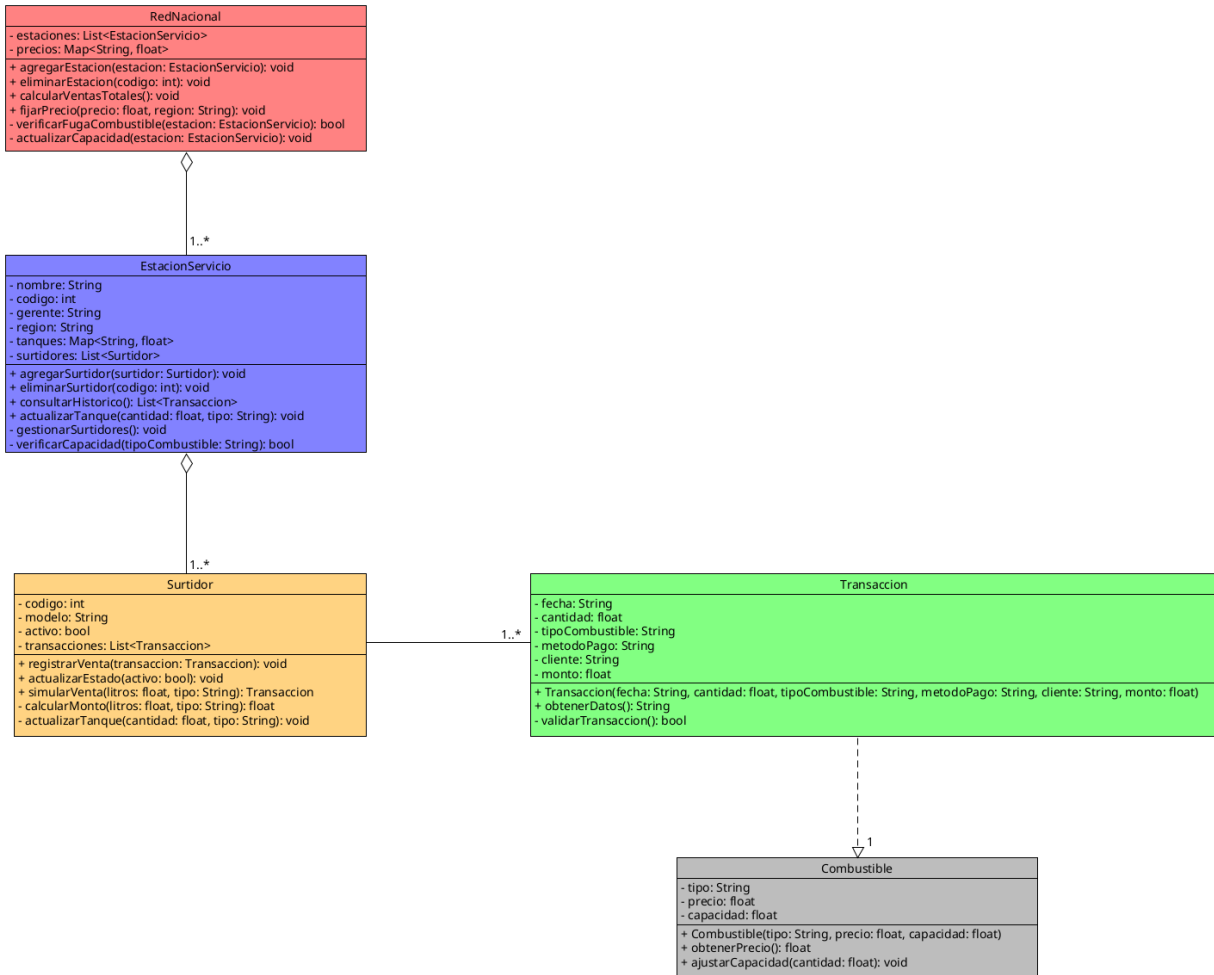 RedNacional
- estaciones: List<EstacionServicio>
- precios: Map<String, float>
+ agregarEstacion(estacion: EstacionServicio): void
+ eliminarEstacion(codigo: int): void
+ calcularVentasTotales(): void
+ fijarPrecio(precio: float, region: String): void
- verificarFugaCombustible(estacion: EstacionServicio): bool
- actualizarCapacidad(estacion: EstacionServicio): void
1..*
EstacionServicio
- nombre: String
- codigo: int
- gerente: String
- region: String
- tanques: Map<String, float>
- surtidores: List<Surtidor>
+ agregarSurtidor(surtidor: Surtidor): void
+ eliminarSurtidor(codigo: int): void
+ consultarHistorico(): List<Transaccion>
+ actualizarTanque(cantidad: float, tipo: String): void
- gestionarSurtidores(): void
- verificarCapacidad(tipoCombustible: String): bool
1..*
Surtidor
- codigo: int
- modelo: String
- activo: bool
- transacciones: List<Transaccion>
+ registrarVenta(transaccion: Transaccion): void
+ actualizarEstado(activo: bool): void
+ simularVenta(litros: float, tipo: String): Transaccion
- calcularMonto(litros: float, tipo: String): float
- actualizarTanque(cantidad: float, tipo: String): void
1..*
Transaccion
- fecha: String
- cantidad: float
- tipoCombustible: String
- metodoPago: String
- cliente: String
- monto: float
+ Transaccion(fecha: String, cantidad: float, tipoCombustible: String, metodoPago: String, cliente: String, monto: float)
+ obtenerDatos(): String
- validarTransaccion(): bool
1
Combustible
- tipo: String
- precio: float
- capacidad: float
+ Combustible(tipo: String, precio: float, capacidad: float)
+ obtenerPrecio(): float
+ ajustarCapacidad(cantidad: float): void